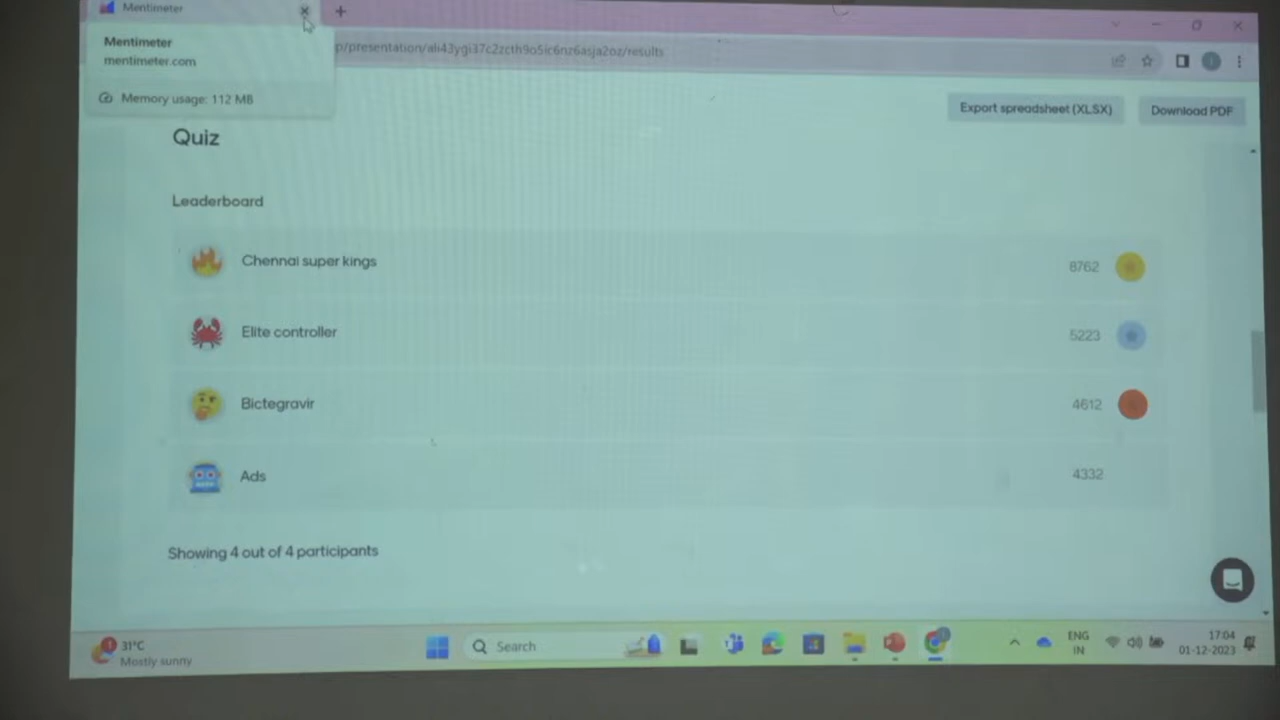 Mentimeter
Mentimeter
mentimeter.com
Memory usage: 112 MB
Export spreadsheet (XLSX)
Download PDF
Quiz
Leaderboard
Chennai super kings
8762
Elite controller
5223
Bictegravir
4612
Ads
4332
Showing 4 out of 4 participants
31°C
Mostly sunny
Search
ENG
IN
17:04
01-12-2023